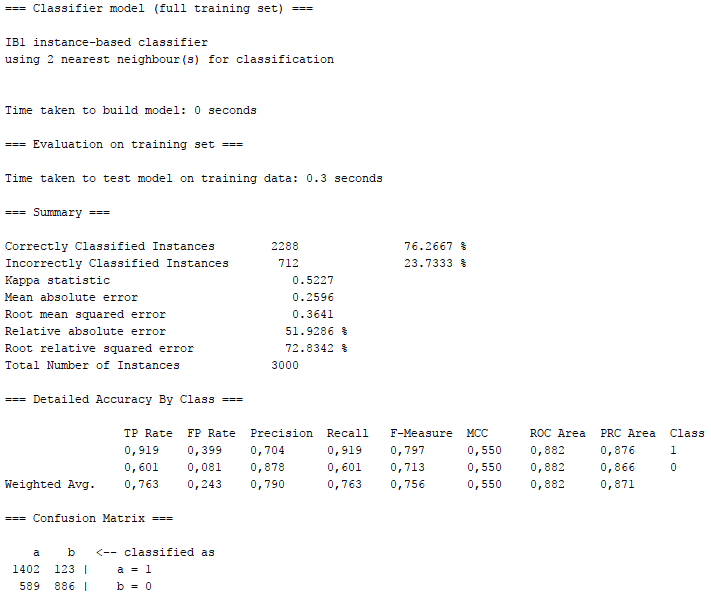 === Classifier model (full training set) ===
IB1 instance-based classifier
using 2 nearest neighbour(s) for classification
Time taken to build model: 0 seconds
=== Evaluation on training set ===
Time taken to test model on training data: 0.3 seconds
=== Summary ===
Correctly Classified Instances 2288 76.2667 %
Incorrectly Classified Instances 712 23.7333 %
Kappa statistic 0.5227
Mean absolute error 0.2596
Root mean squared error 0.3641
Relative absolute error 51.9286 %
Root relative squared error 72.8342 %
Total Number of Instances 3000
=== Detailed Accuracy By Class ===
TP Rate FP Rate Precision Recall F-Measure MCC ROC Area PRC Area Class
0,919 0,399 0,704 0,919 0,797 0,550 0,882 0,876 1
0,601 0,081 0,878 0,601 0,713 0,550 0,882 0,866 0
Weighted Avg. 0,763 0,243 0,790 0,763 0,756 0,550 0,882 0,871
=== Confusion Matrix ===
a b <-- classified as
1402 123 | a = 1
589 886 | b = 0